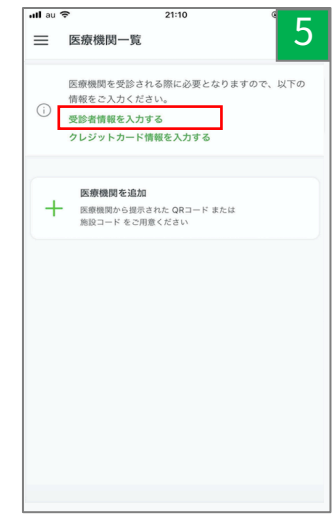 au 21:10
5
医療機関一覧
医療機関を受診される際に必要となりますので、以下の
情報をご入力ください。
受診者情報を入力する
クレジットカード情報を入力する
医療機関を追加
医療機関から提示された QRコード または
施設コード をご用意ください